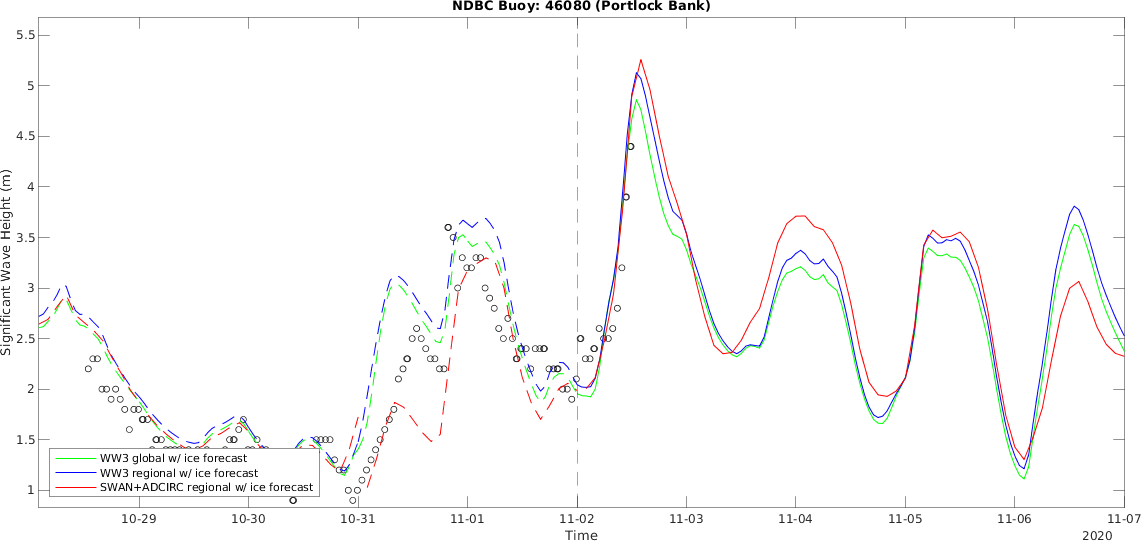 NDBC Buoy: 46080 (Portlock Bank)
5.5
5
4.5
4
3.5
3
2.5
2
1.5
1
Significant Wave Height (m)
WW3 global w/ ice forecast
WW3 regional w/ ice forecast
SWAN+ADCIRC regional w/ ice forecast
10-29 10-30 10-31 11-01 11-02 11-03 11-04 11-05 11-06 11-07
Time
2020